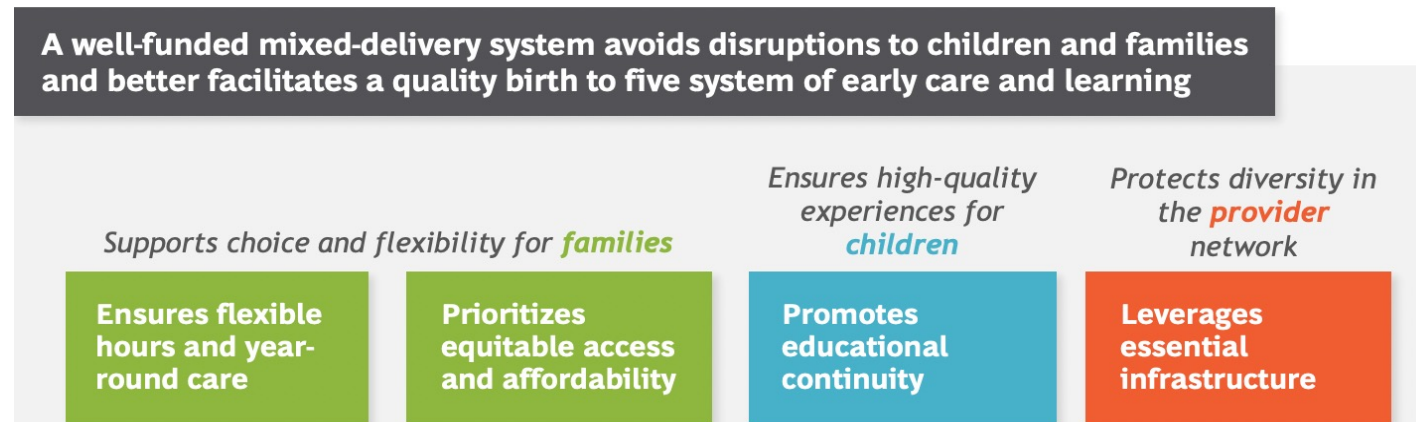 A well-funded mixed-delivery system avoids disruptions to children and families
and better facilitates a quality birth to five system of early care and learning
Supports choice and flexibility for families
Ensures high-quality
experiences for
children
Protects diversity in
the provider
network
Ensures flexible
hours and year-
round care
Prioritizes
equitable access
and affordability
Promotes
educational
continuity
Leverages
essential
infrastructure